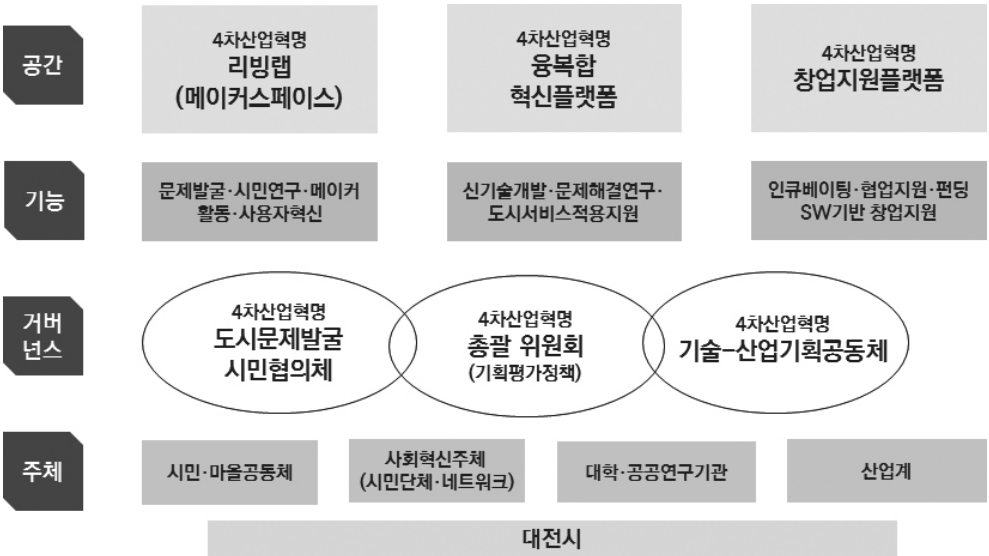 공간
4차산업혁명
리빙랩
(메이커스페이스)
4차산업혁명
융복합
혁신플랫폼
4차산업혁명
창업지원플랫폼
기능
문제발굴·시민연구·메이커
활동·사용자혁신
신기술개발·문제해결연구·
도시서비스적용지원
인큐베이팅·협업지원·펀딩
SW기반 창업지원
거버
넌스
4차산업혁명
도시문제발굴
시민협의체
4차산업혁명
총괄 위원회
(기획평가정책)
4차산업혁명
기술-산업기획공동체
주체
시민·마을공통체
사회혁신주체
(시민단체·네트워크)
대학·공공연구기관
산업계
대전시